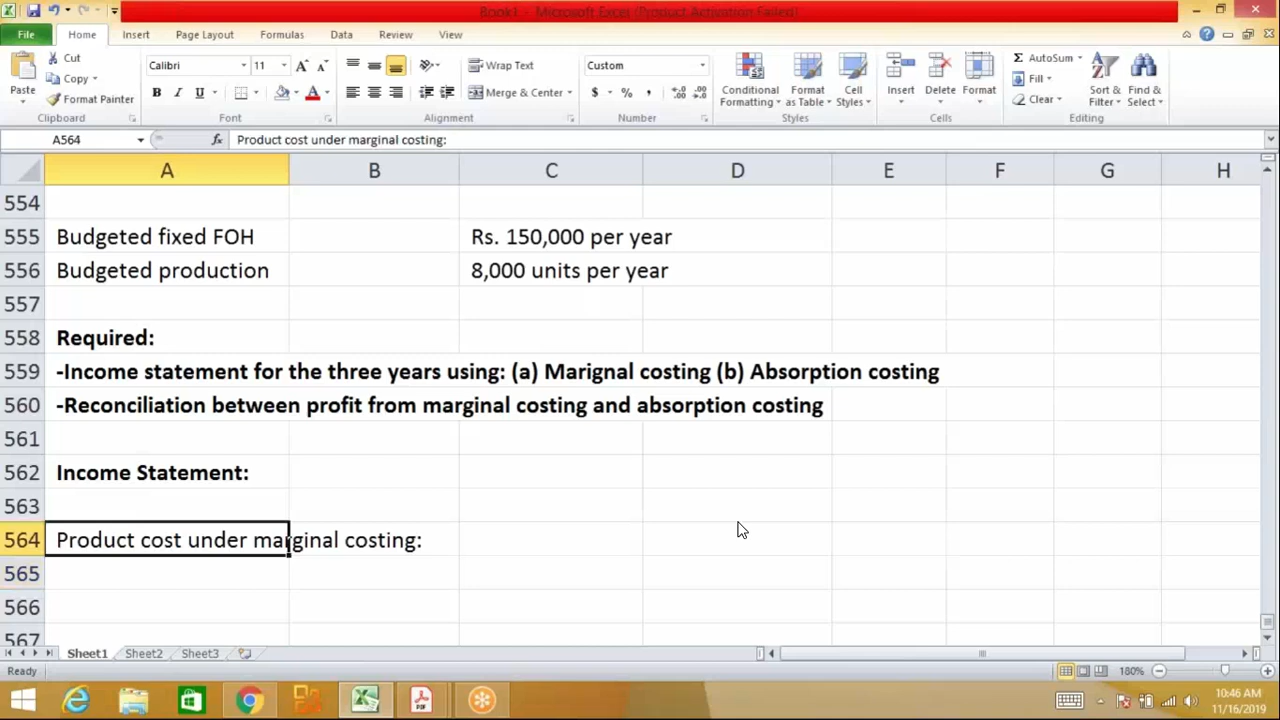 Book1 - Microsoft Excel (Product Activation Failed)
File Home Insert Page Layout Formulas Data Review View
Paste
Cut
Copy
Format Painter
Clipboard
Calibri 11
B I U
Font
Wrap Text
Merge & Center
Alignment
Custom
$ % ,
Number
Conditional Formatting
Format as Table
Cell Styles
Styles
Insert
Delete
Format
Cells
AutoSum
Fill
Clear
Sort & Filter
Find & Select
Editing
A564 fx Product cost under marginal costing:
A B C D E F G H
554
555 Budgeted fixed FOH Rs. 150,000 per year
556 Budgeted production 8,000 units per year
557
558 Required:
559 -Income statement for the three years using: (a) Marignal costing (b) Absorption costing
560 -Reconciliation between profit from marginal costing and absorption costing
561
562 Income Statement:
563
564 Product cost under marginal costing:
565
566
567
Sheet1 Sheet2 Sheet3
Ready 180%
10:46 AM
11/16/2019